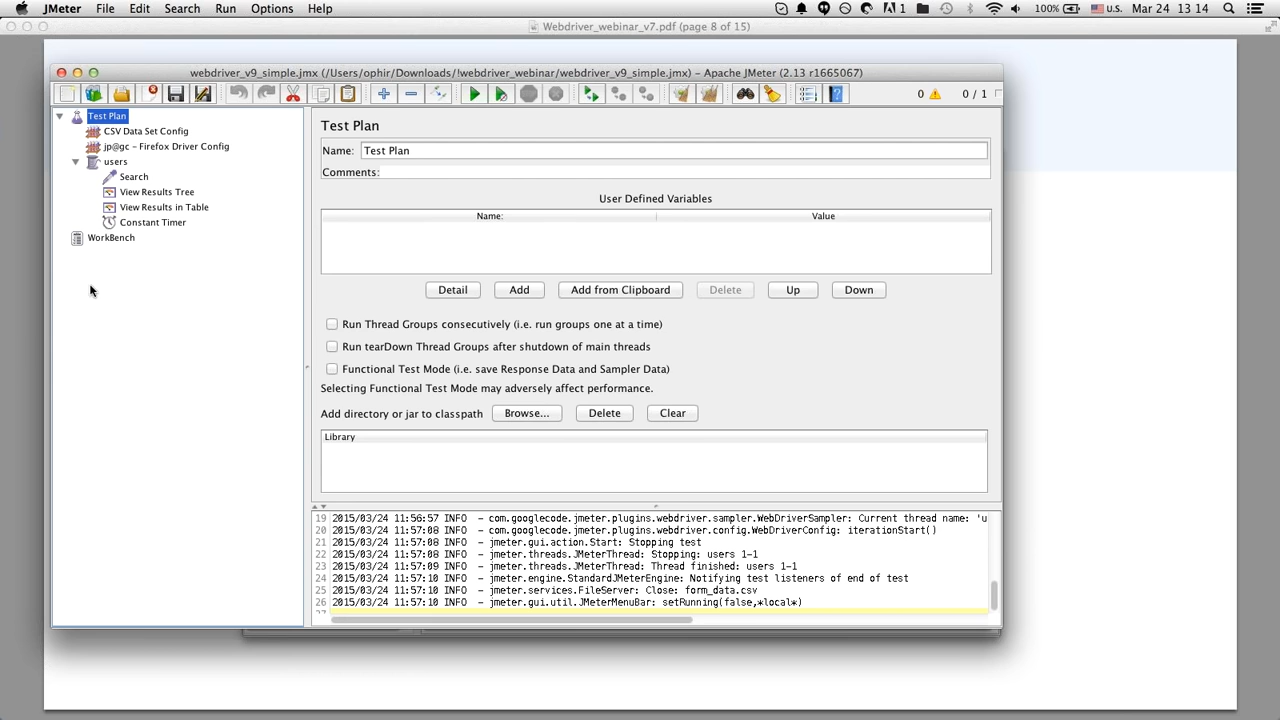 JMeter File Edit Search Run Options Help
1 100% U.S. Mar 24 13 14
Webdriver_webinar_v7.pdf (page 8 of 15)
webdriver_v9_simple.jmx (/Users/ophir/Downloads/!webdriver_webinar/webdriver_v9_simple.jmx) – Apache JMeter (2.13 r1665067)
0 0 / 1
Test Plan
CSV Data Set Config
jp@gc – Firefox Driver Config
users
Search
View Results Tree
View Results in Table
Constant Timer
WorkBench
Test Plan
Name: Test Plan
Comments:
User Defined Variables
Name: Value
Detail Add Add from Clipboard Delete Up Down
Run Thread Groups consecutively (i.e. run groups one at a time)
Run tearDown Thread Groups after shutdown of main threads
Functional Test Mode (i.e. save Response Data and Sampler Data)
Selecting Functional Test Mode may adversely affect performance.
Add directory or jar to classpath Browse... Delete Clear
Library
19 2015/03/24 11:56:57 INFO – com.googlecode.jmeter.plugins.webdriver.sampler.WebDriverSampler: Current thread name: 'u
20 2015/03/24 11:57:08 INFO – com.googlecode.jmeter.plugins.webdriver.config.WebDriverConfig: iterationStart()
21 2015/03/24 11:57:08 INFO – jmeter.gui.action.Start: Stopping test
22 2015/03/24 11:57:08 INFO – jmeter.threads.JMeterThread: Stopping: users 1-1
23 2015/03/24 11:57:09 INFO – jmeter.threads.JMeterThread: Thread finished: users 1-1
24 2015/03/24 11:57:10 INFO – jmeter.engine.StandardJMeterEngine: Notifying test listeners of end of test
25 2015/03/24 11:57:10 INFO – jmeter.services.FileServer: Close: form_data.csv
26 2015/03/24 11:57:10 INFO – jmeter.gui.util.JMeterMenuBar: setRunning(false,*local*)